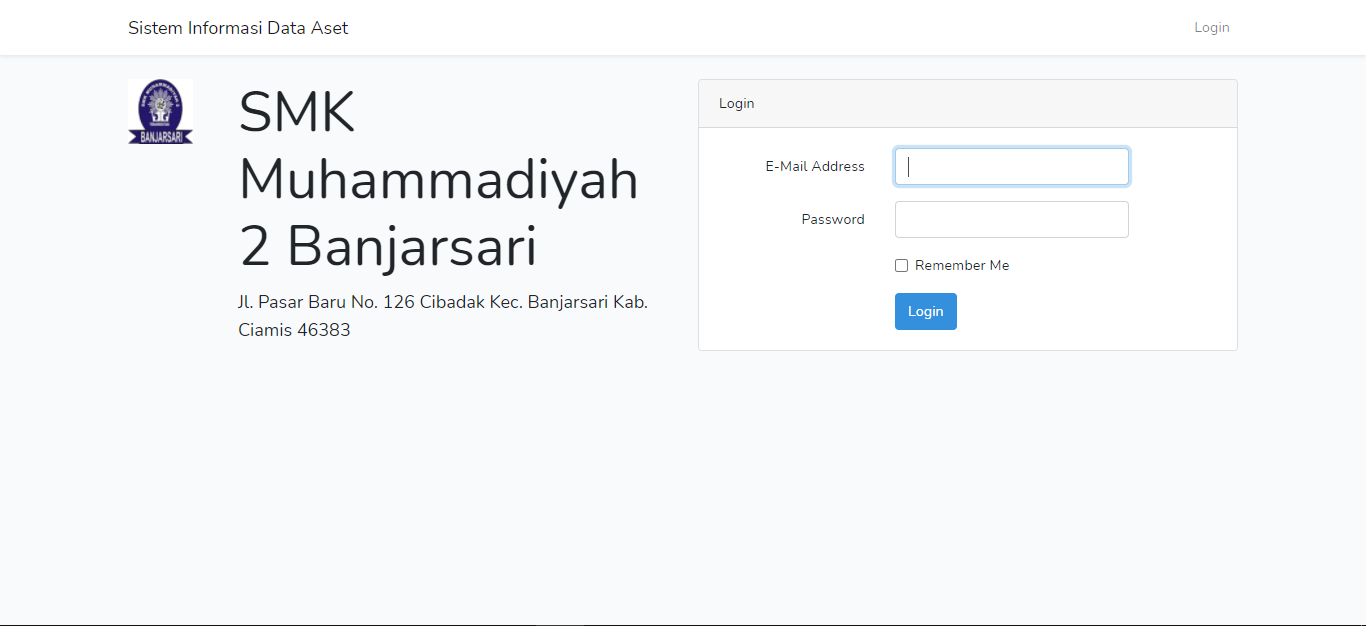 Sistem Informasi Data Aset
Login
SMK
Muhammadiyah
2 Banjarsari
Jl. Pasar Baru No. 126 Cibadak Kec. Banjarsari Kab.
Ciamis 46383
BANJARSARI
Login
E-Mail Address
Password
Remember Me
Login